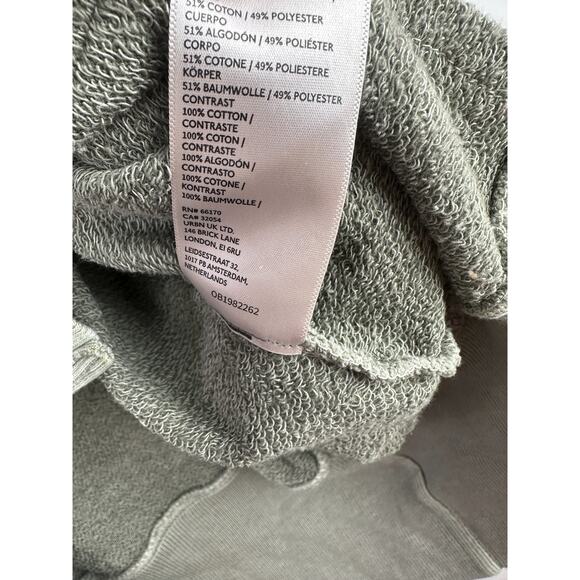 51% COTON / 49% POLYESTER
CUERPO
51% ALGODÓN / 49% POLIÉSTER
CORPO
51% COTONE / 49% POLIESTERE
KÖRPER
51% BAUMWOLLE / 49% POLYESTER
CONTRAST
100% COTTON /
CONTRASTE
100% COTON /
CONTRASTE
100% ALGODÓN /
CONTRASTO
100% COTONE /
KONTRAST
100% BAUMWOLLE /
RN# 66170
CA# 32054
URBN UK LTD.
146 BRICK LANE
LONDON, E1 6RU
LEIDSESTRAAT 32,
1017 PB AMSTERDAM,
NETHERLANDS
OB1982262